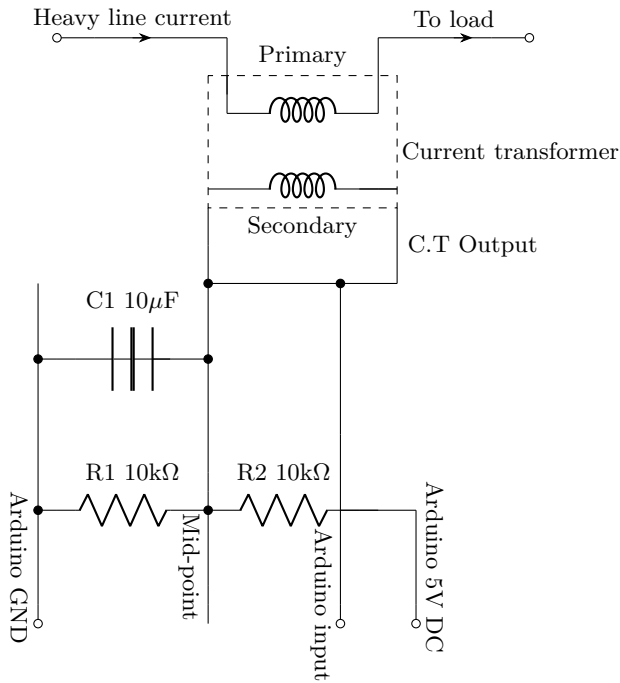 Heavy line current
To load
Primary
Current transformer
Secondary
C.T Output
C1 10μF
R1 10kΩ
R2 10kΩ
Arduino GND
Mid-point
Arduino input
Arduino 5V DC